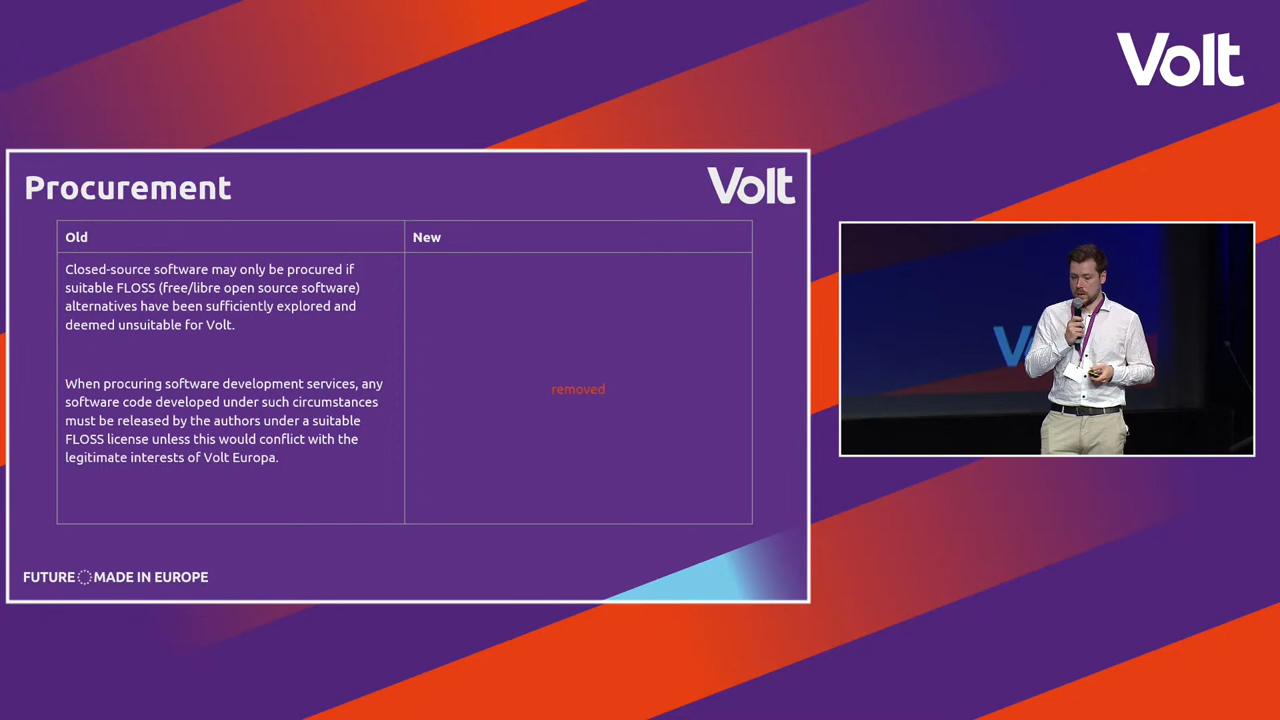 Volt
Procurement
Volt
Old
New
Closed-source software may only be procured if
suitable FLOSS (free/libre open source software)
alternatives have been sufficiently explored and
deemed unsuitable for Volt.
When procuring software development services, any
software code developed under such circumstances
must be released by the authors under a suitable
FLOSS license unless this would conflict with the
legitimate interests of Volt Europa.
removed
FUTURE MADE IN EUROPE